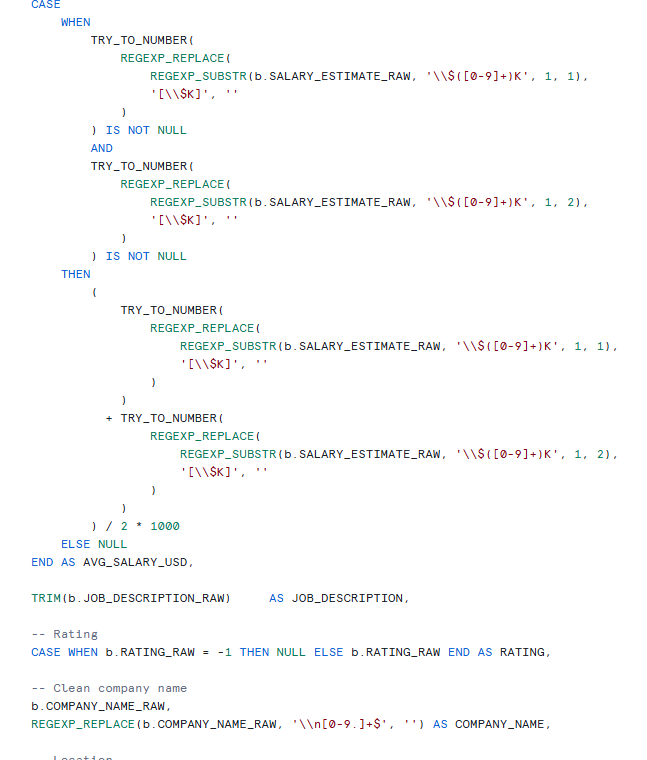 CASE
WHEN
TRY_TO_NUMBER(
REGEXP_REPLACE(
REGEXP_SUBSTR(b.SALARY_ESTIMATE_RAW, '\\$([0-9]+)K', 1, 1),
'[\\$K]', ''
)
) IS NOT NULL
AND
TRY_TO_NUMBER(
REGEXP_REPLACE(
REGEXP_SUBSTR(b.SALARY_ESTIMATE_RAW, '\\$([0-9]+)K', 1, 2),
'[\\$K]', ''
)
) IS NOT NULL
THEN
(
TRY_TO_NUMBER(
REGEXP_REPLACE(
REGEXP_SUBSTR(b.SALARY_ESTIMATE_RAW, '\\$([0-9]+)K', 1, 1),
'[\\$K]', ''
)
)
+ TRY_TO_NUMBER(
REGEXP_REPLACE(
REGEXP_SUBSTR(b.SALARY_ESTIMATE_RAW, '\\$([0-9]+)K', 1, 2),
'[\\$K]', ''
)
)
) / 2 * 1000
ELSE NULL
END AS AVG_SALARY_USD,
TRIM(b.JOB_DESCRIPTION_RAW) AS JOB_DESCRIPTION,
-- Rating
CASE WHEN b.RATING_RAW = -1 THEN NULL ELSE b.RATING_RAW END AS RATING,
-- Clean company name
b.COMPANY_NAME_RAW,
REGEXP_REPLACE(b.COMPANY_NAME_RAW, '\\n[0-9.]+$', '') AS COMPANY_NAME,
-- Location